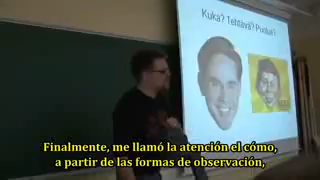 Kuka? Tehtävä? Puolue?
Finalmente, me llamó la atención el cómo,
a partir de las formas de observación,